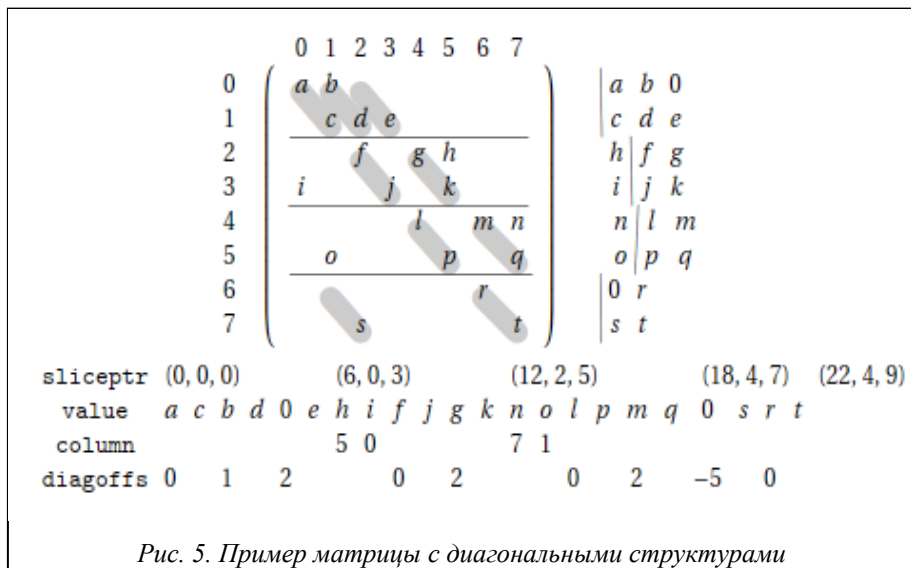 0 1 2 3 4 5 6 7
0 a b a b 0
1 c d e c d e
2 f g h h f g
3 i j k i j k
4 l m n n l m
5 o p q o p q
6 r 0 r
7 s t s t
sliceptr (0, 0, 0) (6, 0, 3) (12, 2, 5) (18, 4, 7) (22, 4, 9)
value a c b d 0 e h i f j g k n o l p m q 0 s r t
column 5 0 7 1
diagoffs 0 1 2 0 2 0 2 −5 0
Рис. 5. Пример матрицы с диагональными структурами